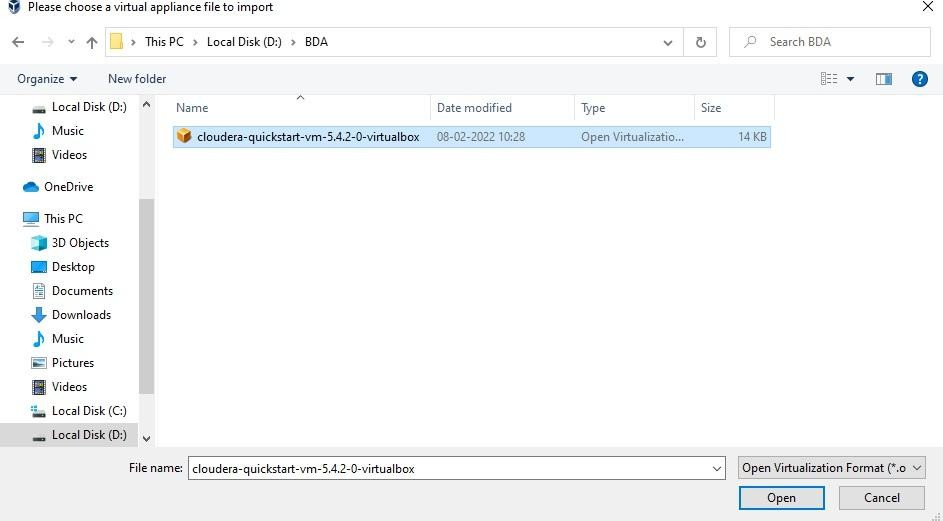 Please choose a virtual appliance file to import
This PC > Local Disk (D:) > BDA
Search BDA
Organize
New folder
Name
Date modified
Type
Size
cloudera-quickstart-vm-5.4.2-0-virtualbox
08-02-2022 10:28
Open Virtualizatio...
14 KB
Local Disk (D:)
Music
Videos
OneDrive
This PC
3D Objects
Desktop
Documents
Downloads
Music
Pictures
Videos
Local Disk (C:)
Local Disk (D:)
File name:
cloudera-quickstart-vm-5.4.2-0-virtualbox
Open Virtualization Format (*.o
Open
Cancel